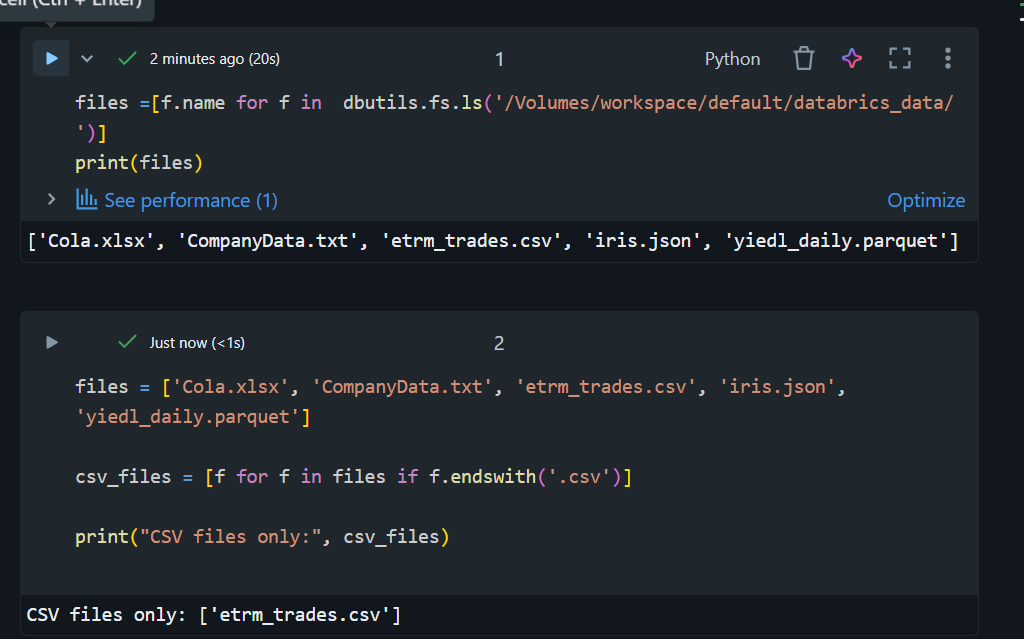 cell (Ctrl + Enter)
2 minutes ago (20s)
1
Python
files =[f.name for f in  dbutils.fs.ls('/Volumes/workspace/default/databrics_data/
')]
print(files)
See performance (1)
Optimize
['Cola.xlsx', 'CompanyData.txt', 'etrm_trades.csv', 'iris.json', 'yiedl_daily.parquet']
Just now (<1s)
2
files = ['Cola.xlsx', 'CompanyData.txt', 'etrm_trades.csv', 'iris.json',
'yiedl_daily.parquet']
csv_files = [f for f in files if f.endswith('.csv')]
print("CSV files only:", csv_files)
CSV files only: ['etrm_trades.csv']